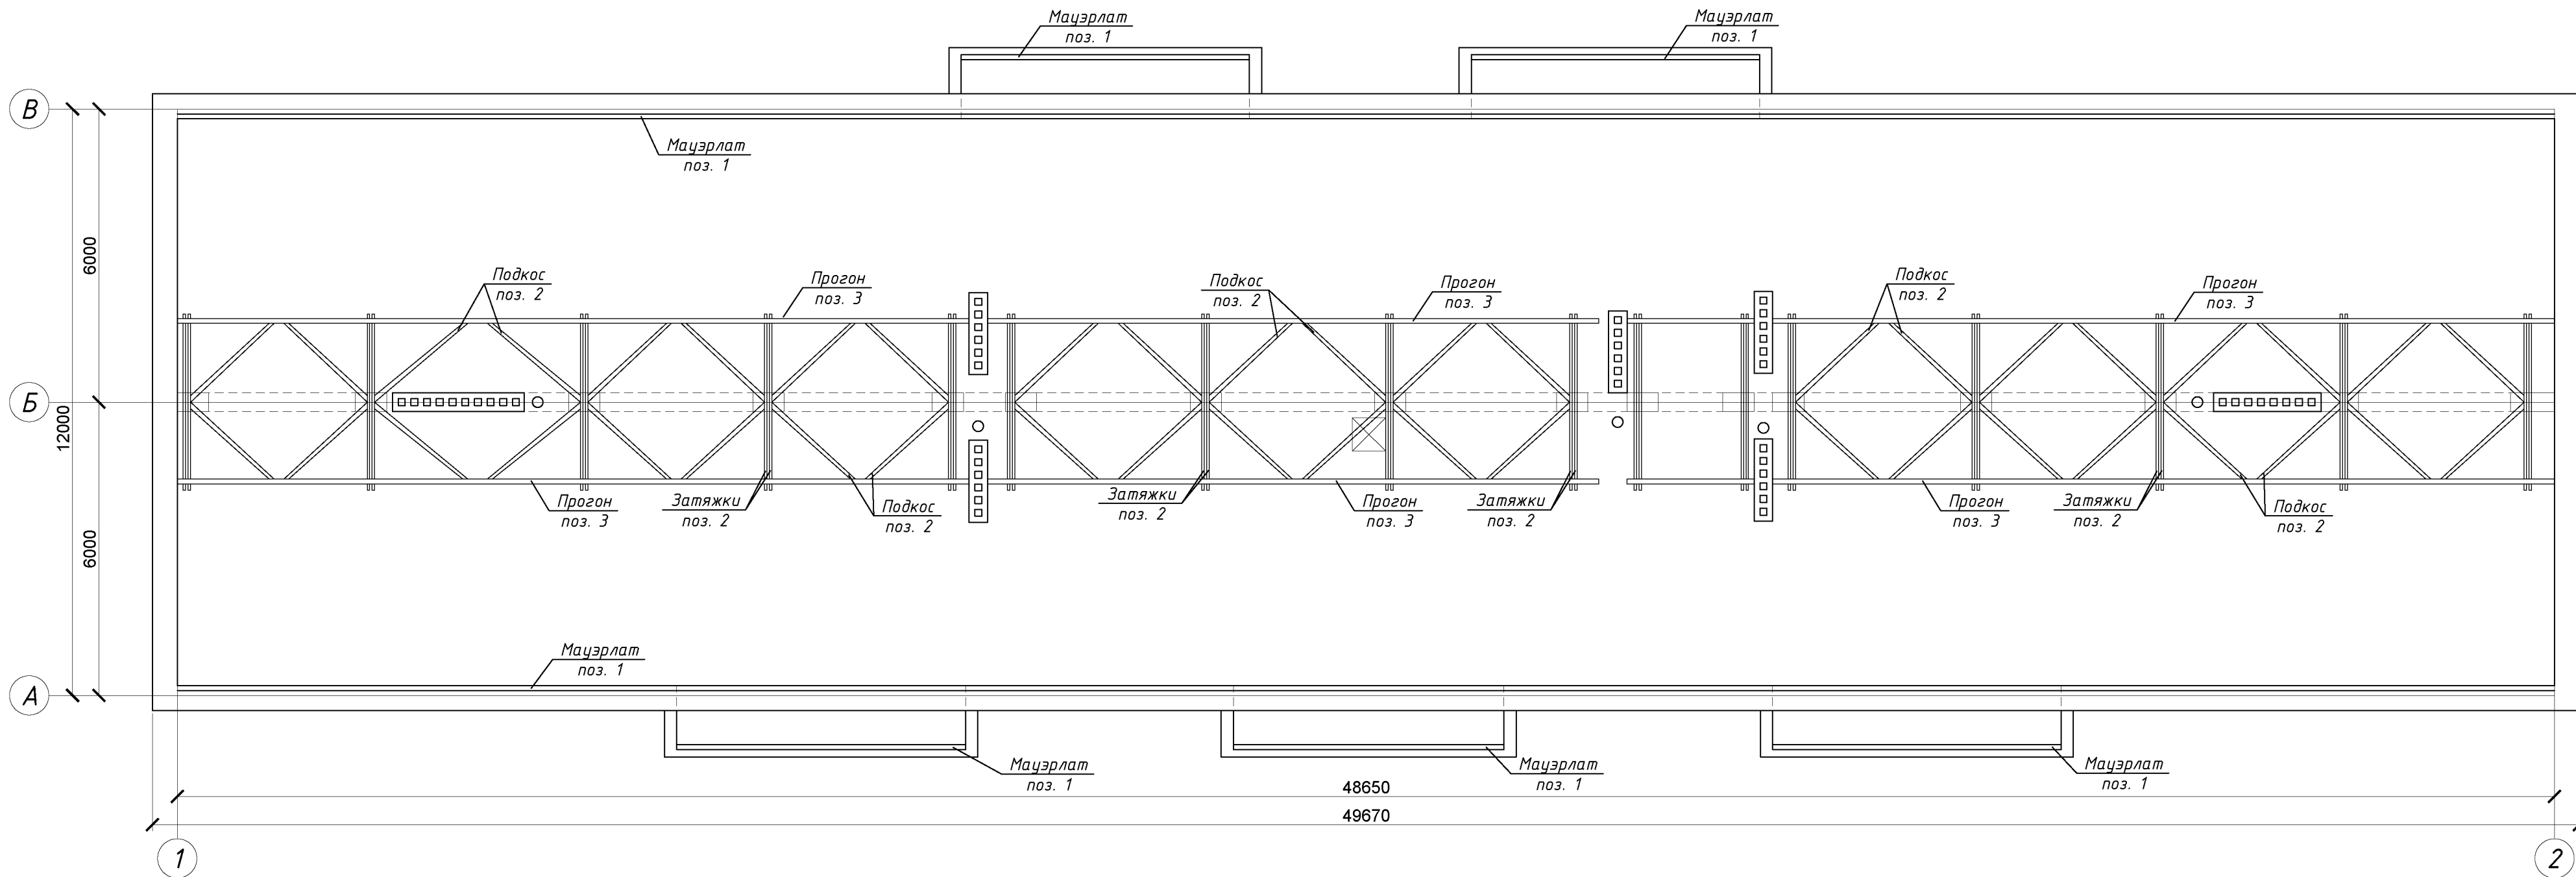 Мауэрлат
поз. 1
Мауэрлат
поз. 1
В
Мауэрлат
поз. 1
6000
Подкос
поз. 2
Прогон
поз. 3
Подкос
поз. 2
Прогон
поз. 3
Подкос
поз. 2
Прогон
поз. 3
Б
12000
Прогон
поз. 3
Затяжки
поз. 2
Подкос
поз. 2
Затяжки
поз. 2
Прогон
поз. 3
Затяжки
поз. 2
Прогон
поз. 3
Затяжки
поз. 2
Подкос
поз. 2
6000
Мауэрлат
поз. 1
А
Мауэрлат
поз. 1
Мауэрлат
поз. 1
Мауэрлат
поз. 1
48650
49670
1
2